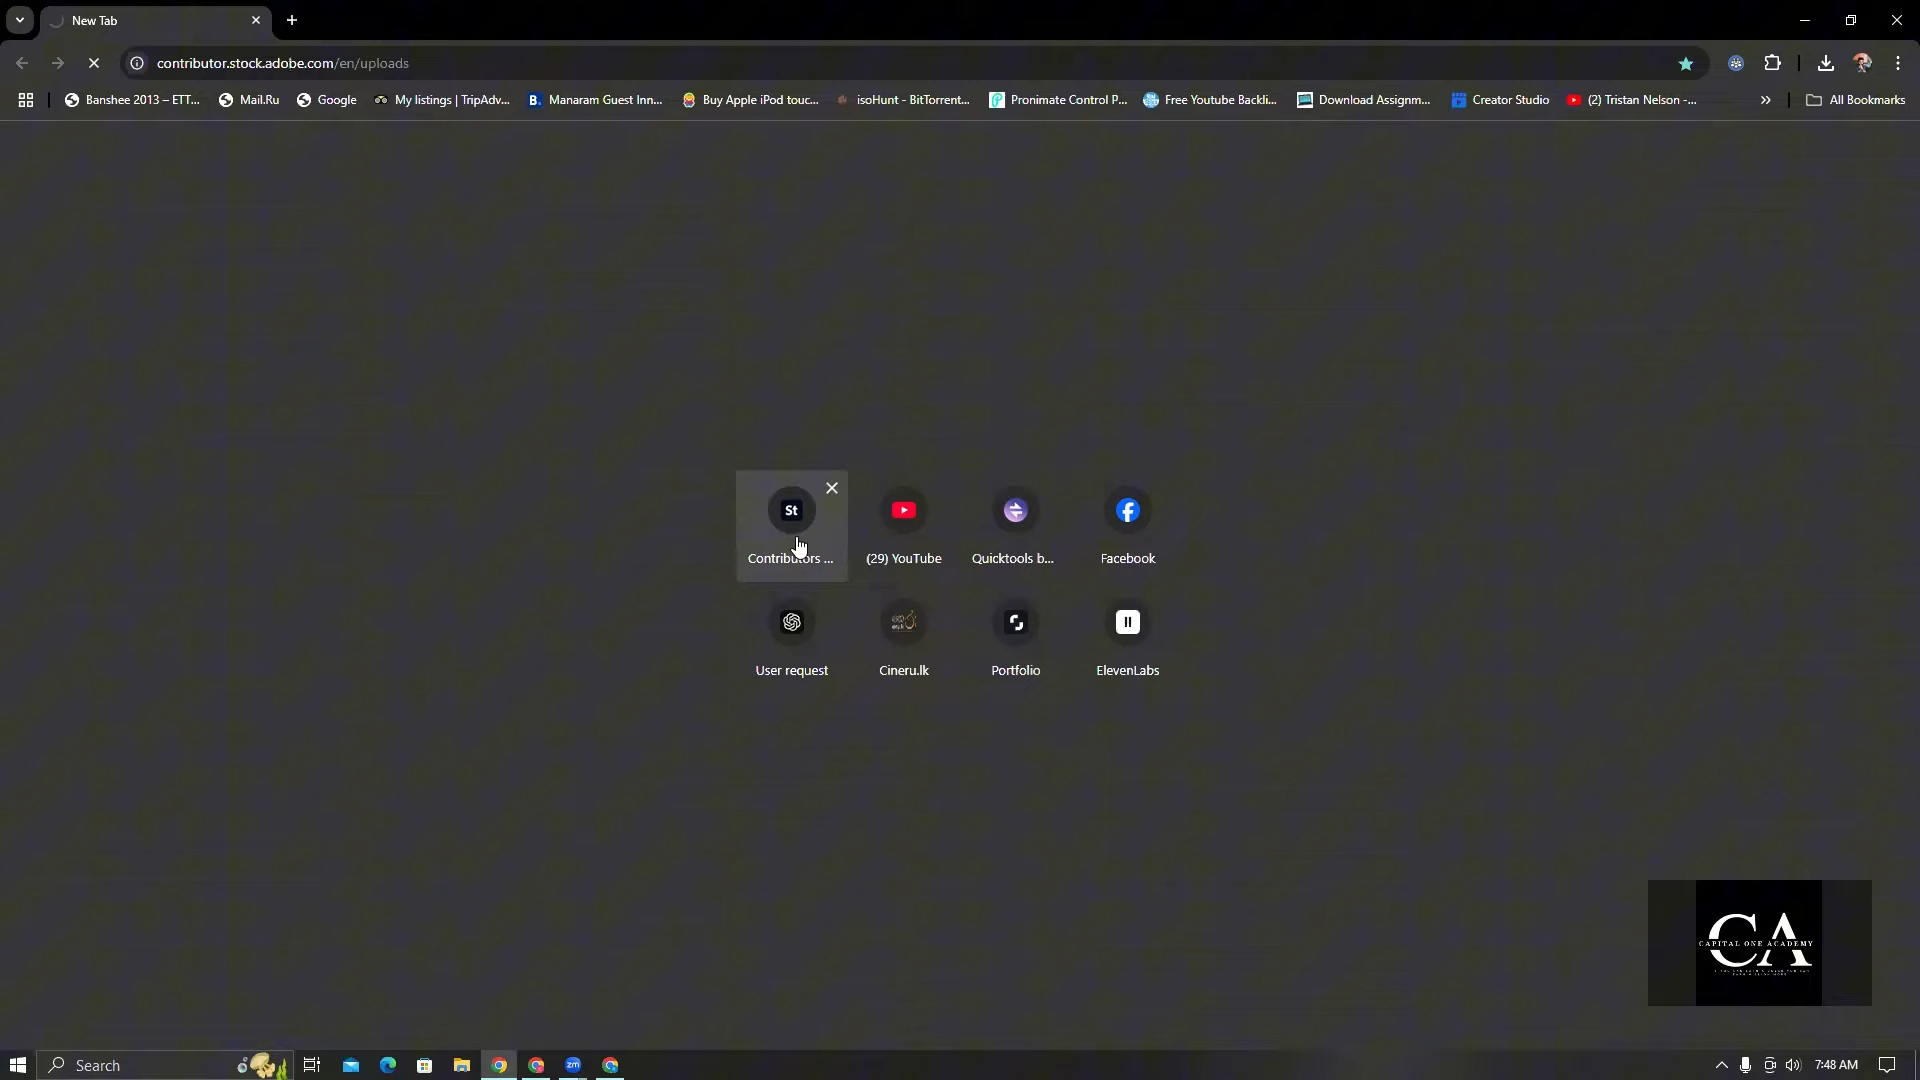 New Tab
contributor.stock.adobe.com/en/uploads
Banshee 2013 – ETT...
Mail.Ru
Google
My listings | TripAdv...
B. Manaram Guest Inn...
Buy Apple iPod touc...
isoHunt - BitTorrent...
Pronimate Control P...
Free Youtube Backli...
Download Assignm...
Creator Studio
(2) Tristan Nelson -...
All Bookmarks
St
Contributors ...
(29) YouTube
Quicktools b...
Facebook
User request
Cineru.lk
Portfolio
ElevenLabs
CA
CAPITAL ONE ACADEMY
Search
zm
7:48 AM